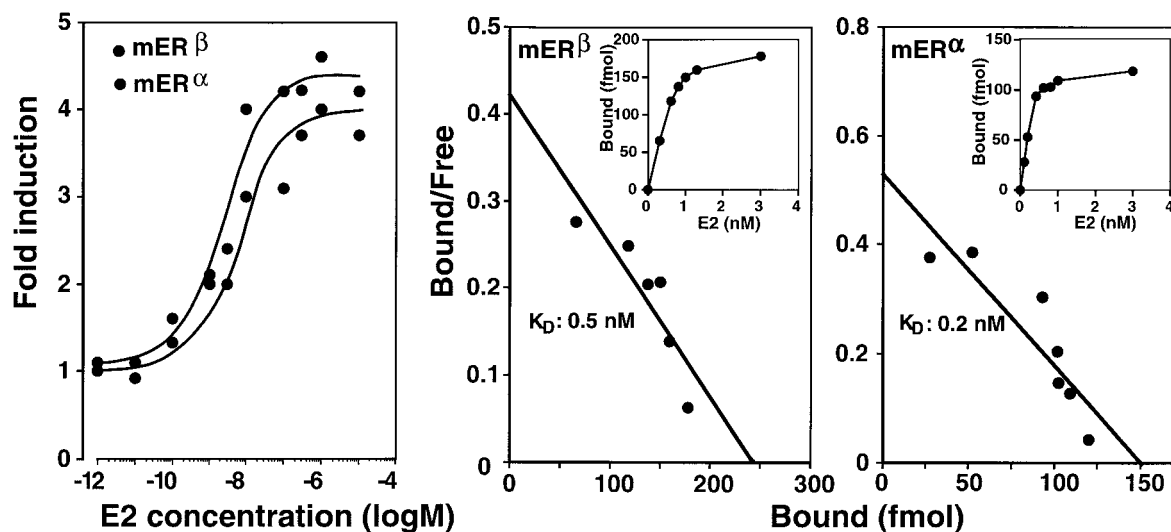 5
4
3
2
1
0
Fold induction
mER β
mER α
-12
-10
-8
-6
-4
E2 concentration (logM)
0.5
0.4
0.3
0.2
0.1
0
Bound/Free
mERβ
200
150
100
50
0
Bound (fmol)
0 1 2 3 4
E2 (nM)
KD: 0.5 nM
0 100 200 300
0.8
0.6
0.4
0.2
0
mERα
150
100
50
0
Bound (fmol)
0 1 2 3 4
E2 (nM)
KD: 0.2 nM
0 50 100 150
Bound (fmol)